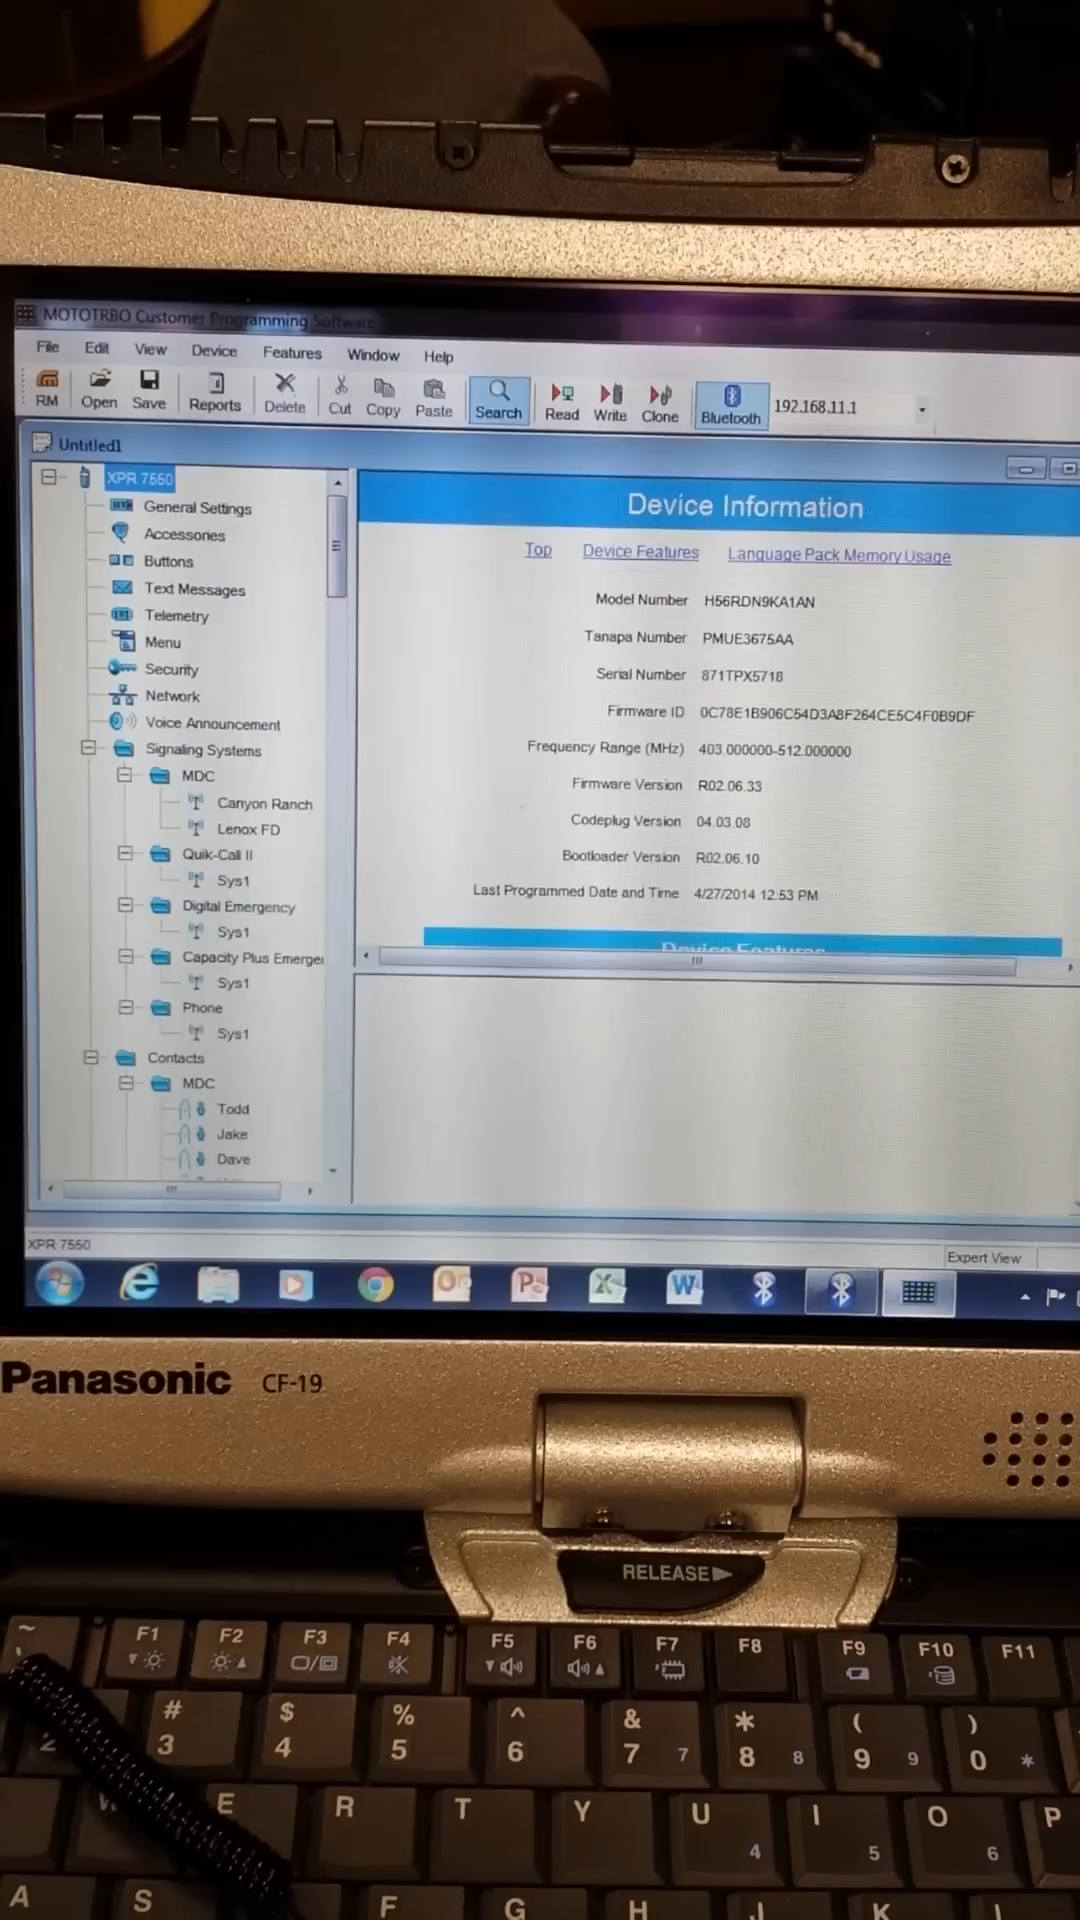 MOTOTRBO Customer Programming Software
File Edit View Device Features Window Help
RM Open Save Reports Delete Cut Copy Paste Search Read Write Clone Bluetooth 192.168.11.1
Untitled1
XPR 7550
General Settings
Accessories
Buttons
Text Messages
Telemetry
Menu
Security
Network
Voice Announcement
Signaling Systems
MDC
Canyon Ranch
Lenox FD
Quik-Call II
Sys1
Digital Emergency
Sys1
Capacity Plus Emerge
Sys1
Phone
Sys1
Contacts
MDC
Todd
Jake
Dave
Device Information
Top Device Features Language Pack Memory Usage
Model Number H56RDN9KA1AN
Tanapa Number PMUE3675AA
Serial Number 871TPX5718
Firmware ID 0C78E1B906C54D3A8F264CE5C4F0B9DF
Frequency Range (MHz) 403.000000-512.000000
Firmware Version R02.06.33
Codeplug Version 04.03.08
Bootloader Version R02.06.10
Last Programmed Date and Time 4/27/2014 12:53 PM
Device Features
XPR 7550
Expert View
Panasonic CF-19
RELEASE
~ F1 F2 F3 F4 F5 F6 F7 F8 F9 F10 F11
# $ % ^ & * ( )
2 3 4 5 6 7 7 8 8 9 9 0 *
W E R T Y U I O P
4 5 6
A S F G H J K L